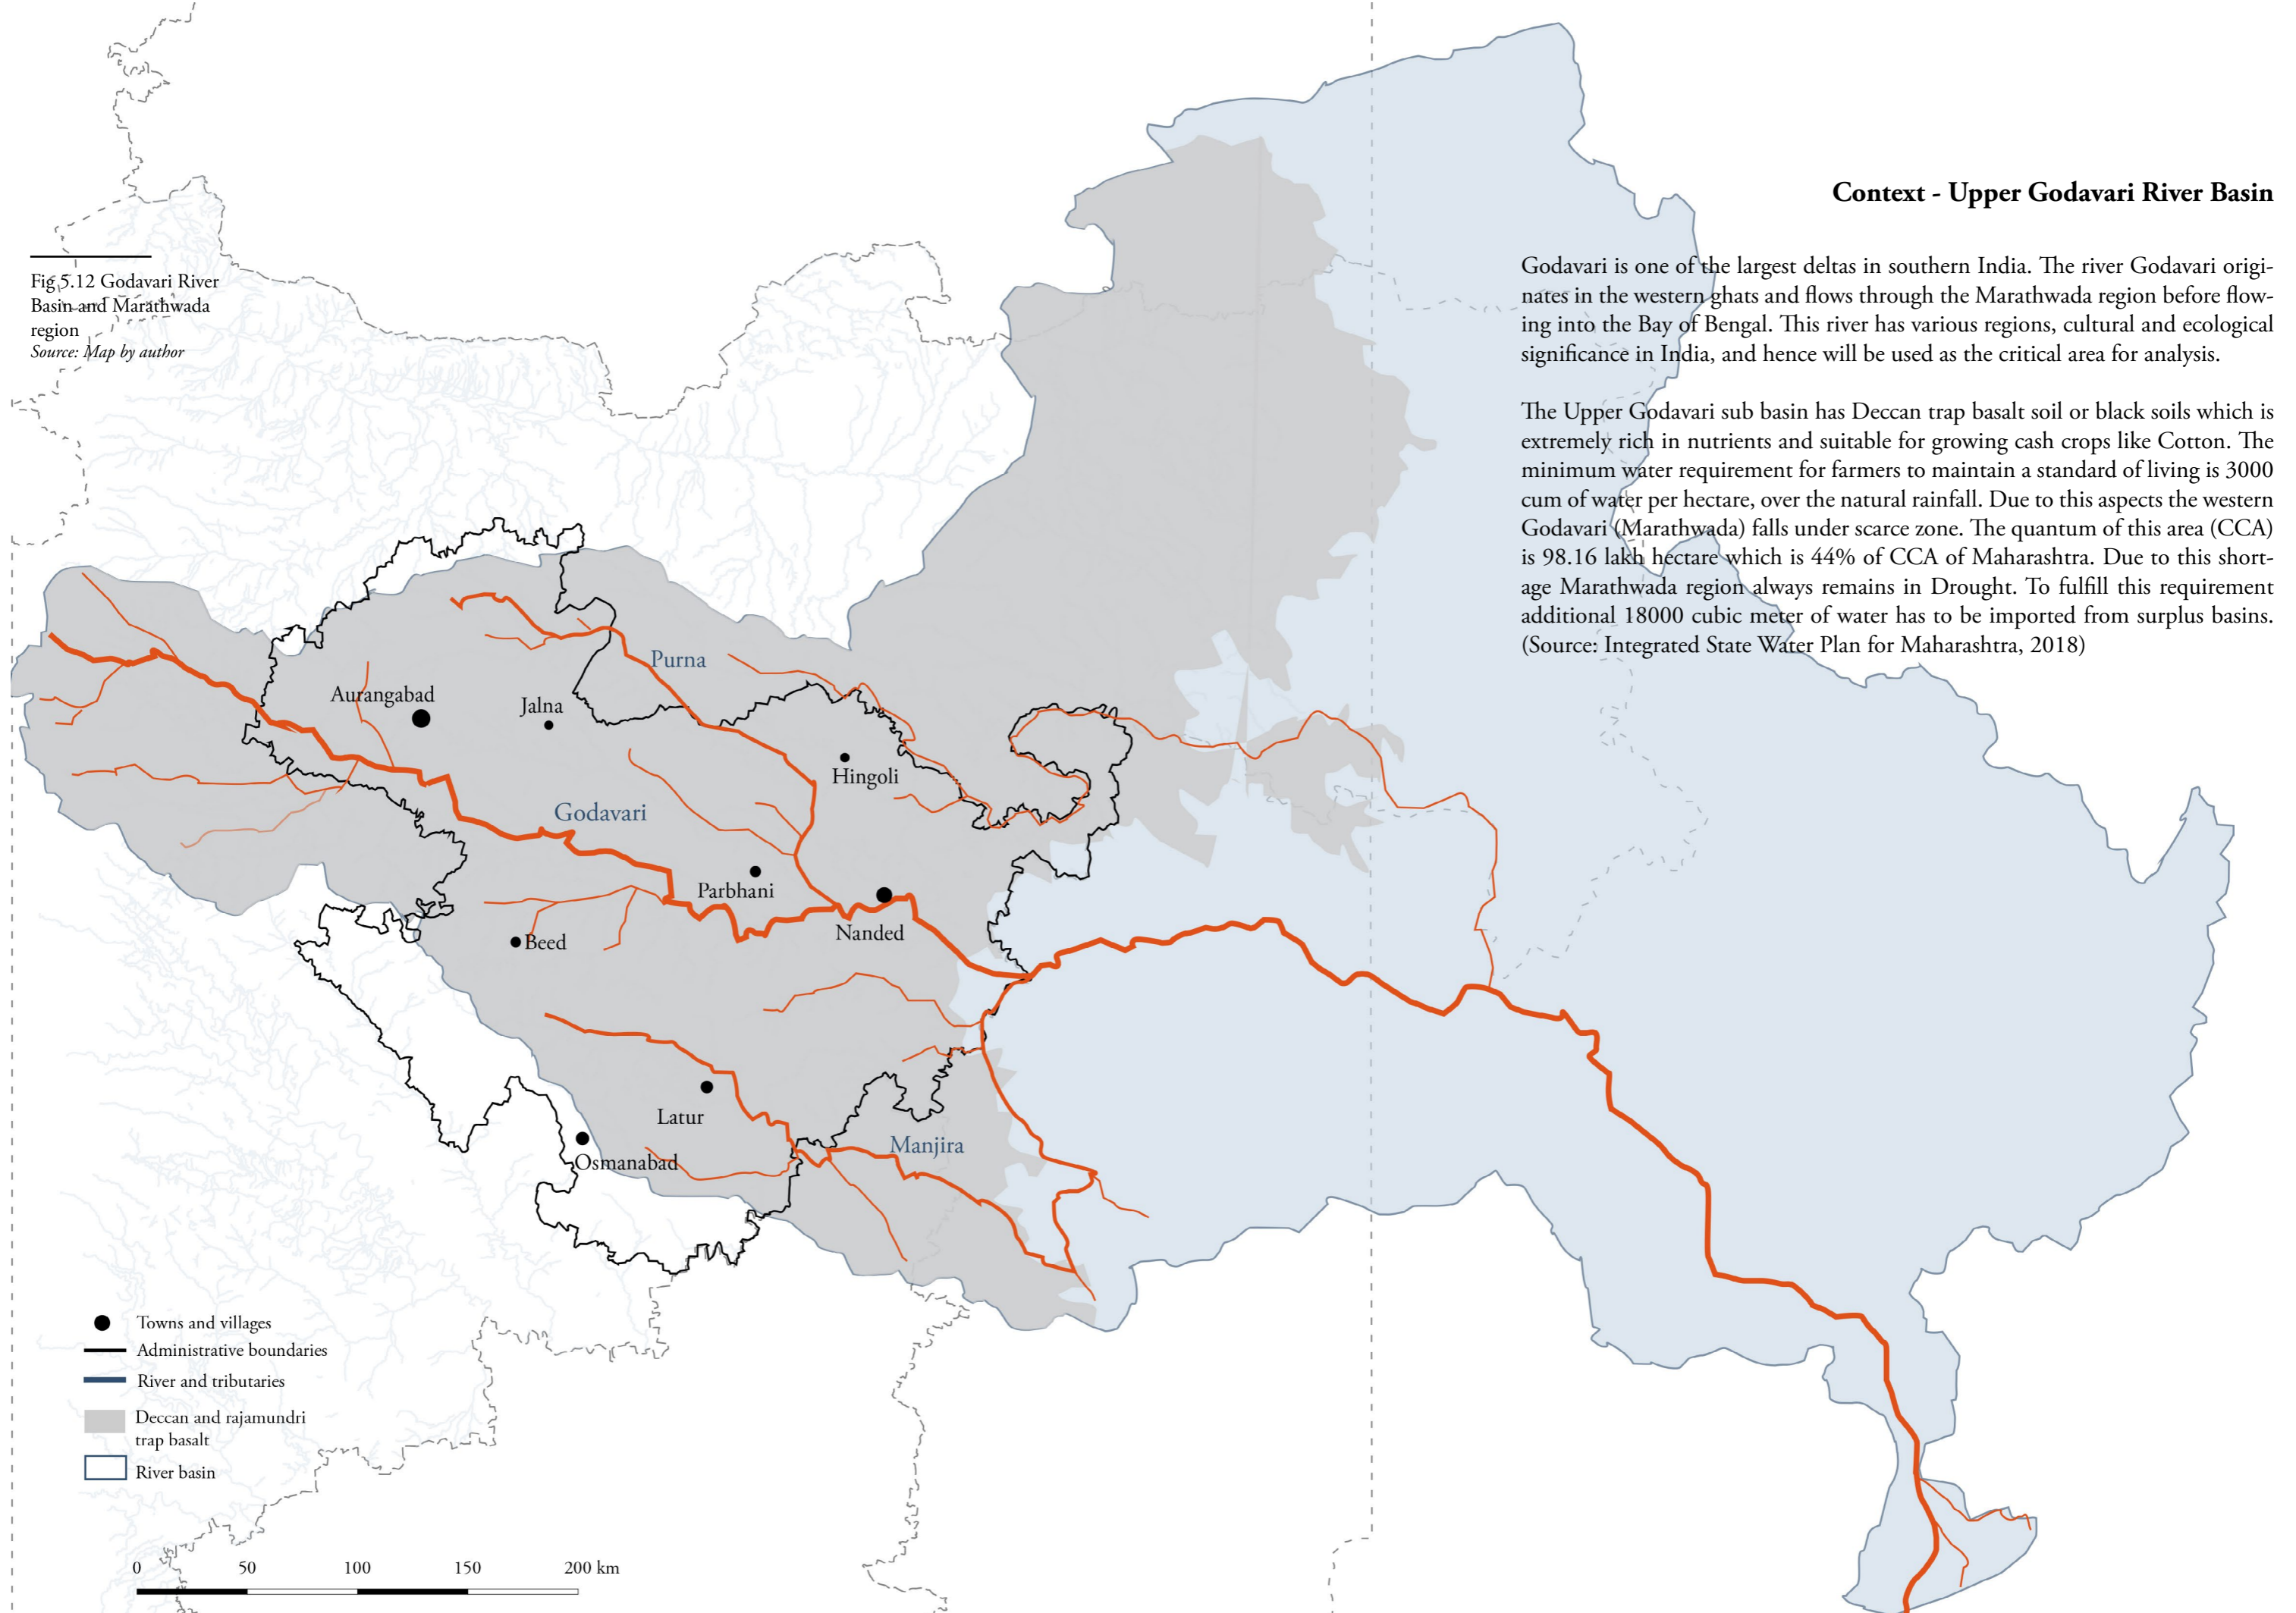 Context - Upper Godavari River Basin
Fig 5.12 Godavari River
Basin and Marathwada
region
Source: Map by author
Godavari is one of the largest deltas in southern India. The river Godavari origi-
nates in the western ghats and flows through the Marathwada region before flow-
ing into the Bay of Bengal. This river has various regions, cultural and ecological
significance in India, and hence will be used as the critical area for analysis.
The Upper Godavari sub basin has Deccan trap basalt soil or black soils which is
extremely rich in nutrients and suitable for growing cash crops like Cotton. The
minimum water requirement for farmers to maintain a standard of living is 3000
cum of water per hectare, over the natural rainfall. Due to this aspects the western
Godavari (Marathwada) falls under scarce zone. The quantum of this area (CCA)
is 98.16 lakh hectare which is 44% of CCA of Maharashtra. Due to this short-
age Marathwada region always remains in Drought. To fulfill this requirement
additional 18000 cubic meter of water has to be imported from surplus basins.
(Source: Integrated State Water Plan for Maharashtra, 2018)
Purna
Aurangabad
Jalna
Hingoli
Godavari
Parbhani
Nanded
Beed
Latur
Manjira
Osmanabad
Towns and villages
Administrative boundaries
River and tributaries
Deccan and rajamundri
trap basalt
River basin
0 50 100 150 200 km